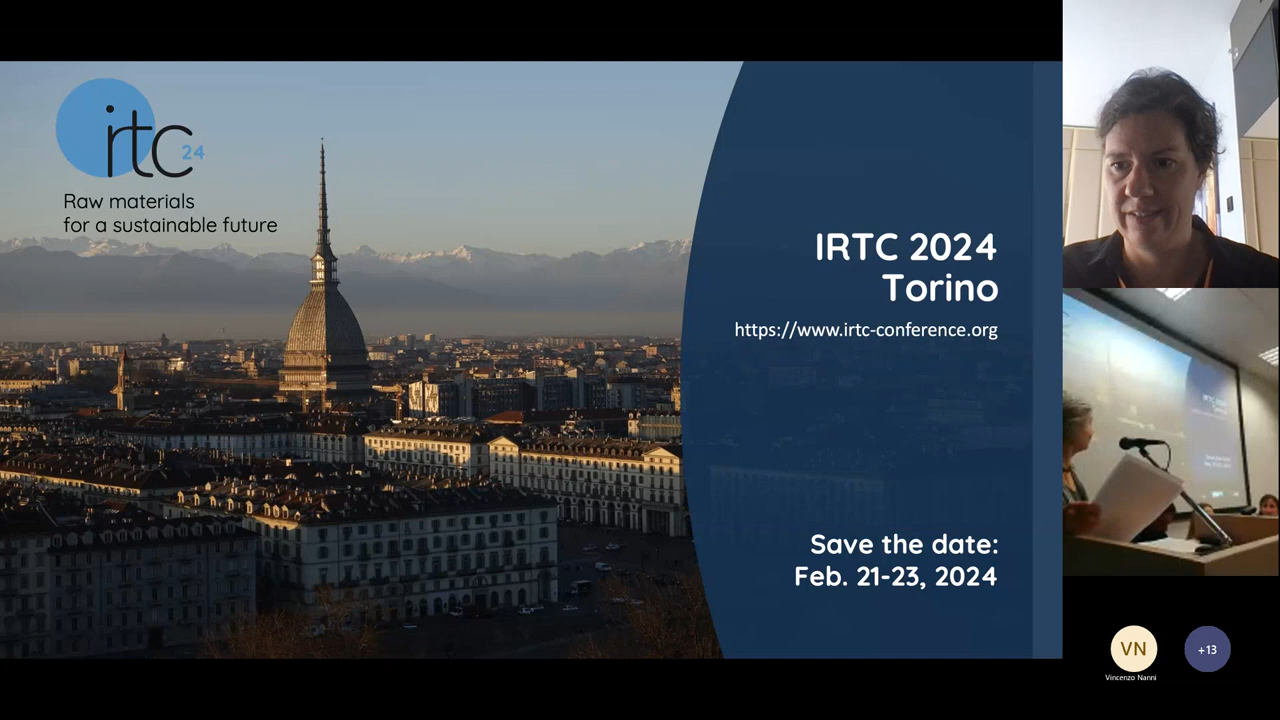 irtc
24
Raw materials
for a sustainable future
IRTC 2024
Torino
https://www.irtc-conference.org
Save the date:
Feb. 21-23, 2024
VN
Vincenzo Nanni
+13